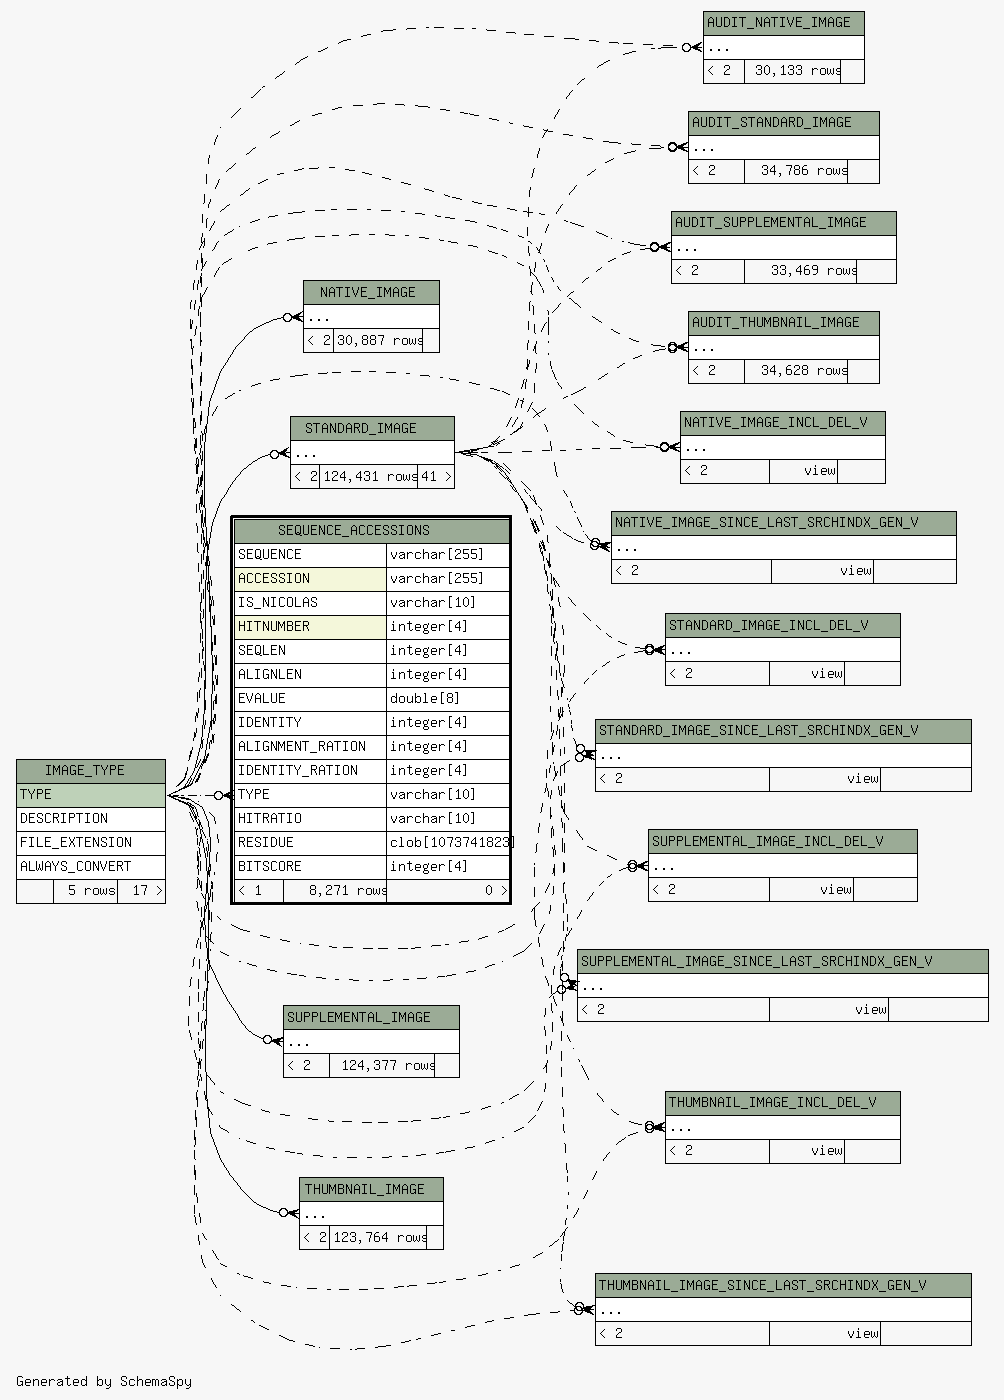 AUDIT_NATIVE_IMAGE
...
< 2 30,133 rows
AUDIT_STANDARD_IMAGE
...
< 2 34,786 rows
AUDIT_SUPPLEMENTAL_IMAGE
...
< 2 33,469 rows
NATIVE_IMAGE
...
< 2 30,887 rows
AUDIT_THUMBNAIL_IMAGE
...
< 2 34,628 rows
STANDARD_IMAGE
...
< 2 124,431 rows 41 >
NATIVE_IMAGE_INCL_DEL_V
...
< 2 view
NATIVE_IMAGE_SINCE_LAST_SRCHINDX_GEN_V
...
< 2 view
SEQUENCE_ACCESSIONS
SEQUENCE varchar[255]
ACCESSION varchar[255]
IS_NICOLAS varchar[10]
HITNUMBER integer[4]
SEQLEN integer[4]
ALIGNLEN integer[4]
EVALUE double[8]
IDENTITY integer[4]
ALIGNMENT_RATION integer[4]
IDENTITY_RATION integer[4]
TYPE varchar[10]
HITRATIO varchar[10]
RESIDUE clob[1073741823]
BITSCORE integer[4]
< 1 8,271 rows 0 >
STANDARD_IMAGE_INCL_DEL_V
...
< 2 view
STANDARD_IMAGE_SINCE_LAST_SRCHINDX_GEN_V
...
< 2 view
IMAGE_TYPE
TYPE
DESCRIPTION
FILE_EXTENSION
ALWAYS_CONVERT
5 rows 17 >
SUPPLEMENTAL_IMAGE_INCL_DEL_V
...
< 2 view
SUPPLEMENTAL_IMAGE_SINCE_LAST_SRCHINDX_GEN_V
...
< 2 view
SUPPLEMENTAL_IMAGE
...
< 2 124,377 rows
THUMBNAIL_IMAGE_INCL_DEL_V
...
< 2 view
THUMBNAIL_IMAGE
...
< 2 123,764 rows
THUMBNAIL_IMAGE_SINCE_LAST_SRCHINDX_GEN_V
...
< 2 view
Generated by SchemaSpy